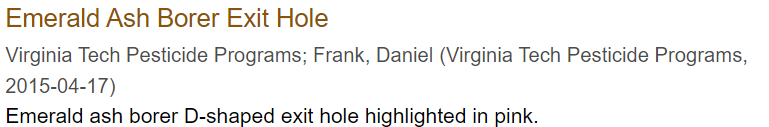 Emerald Ash Borer Exit Hole
Virginia Tech Pesticide Programs; Frank, Daniel (Virginia Tech Pesticide Programs,
2015-04-17)
Emerald ash borer D-shaped exit hole highlighted in pink.